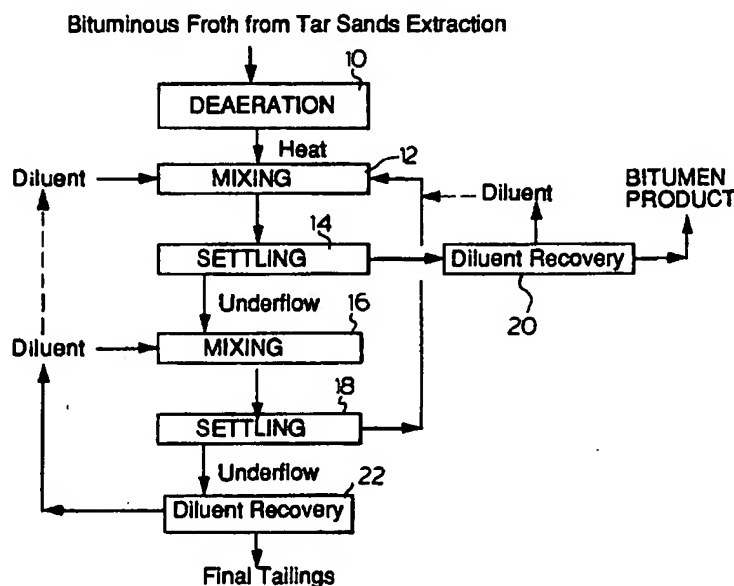 Bituminous Froth from Tar Sands Extraction
10
DEAERATION
Heat
12
Diluent
MIXING
Diluent
BITUMEN
PRODUCT
14
SETTLING
Diluent Recovery
20
Underflow
16
Diluent
MIXING
18
SETTLING
Underflow
22
Diluent Recovery
Final Tailings